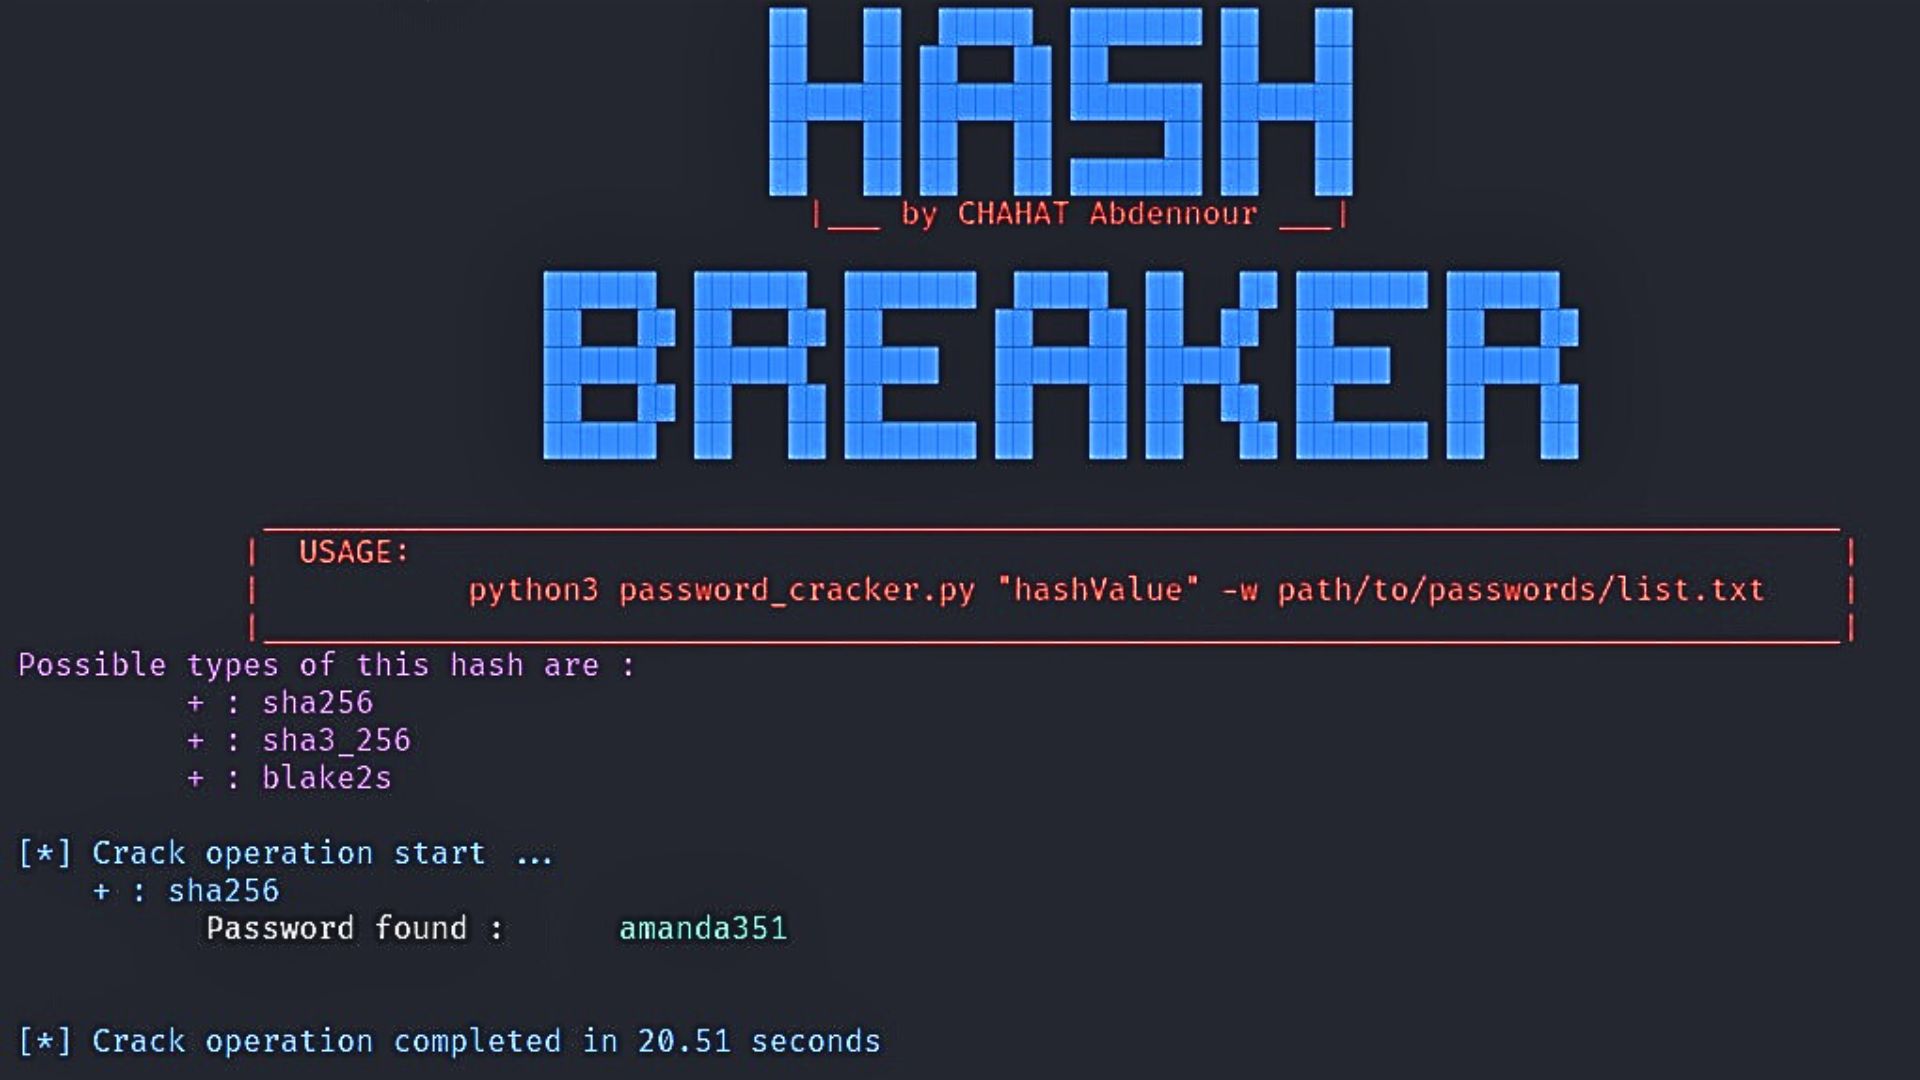 HASH
|___ by CHAHAT Abdennour ___|
BREAKER
USAGE:
python3 password_cracker.py "hashValue" -w path/to/passwords/list.txt
Possible types of this hash are :
+ : sha256
+ : sha3_256
+ : blake2s
[*] Crack operation start ...
+ : sha256
Password found : amanda351
[*] Crack operation completed in 20.51 seconds